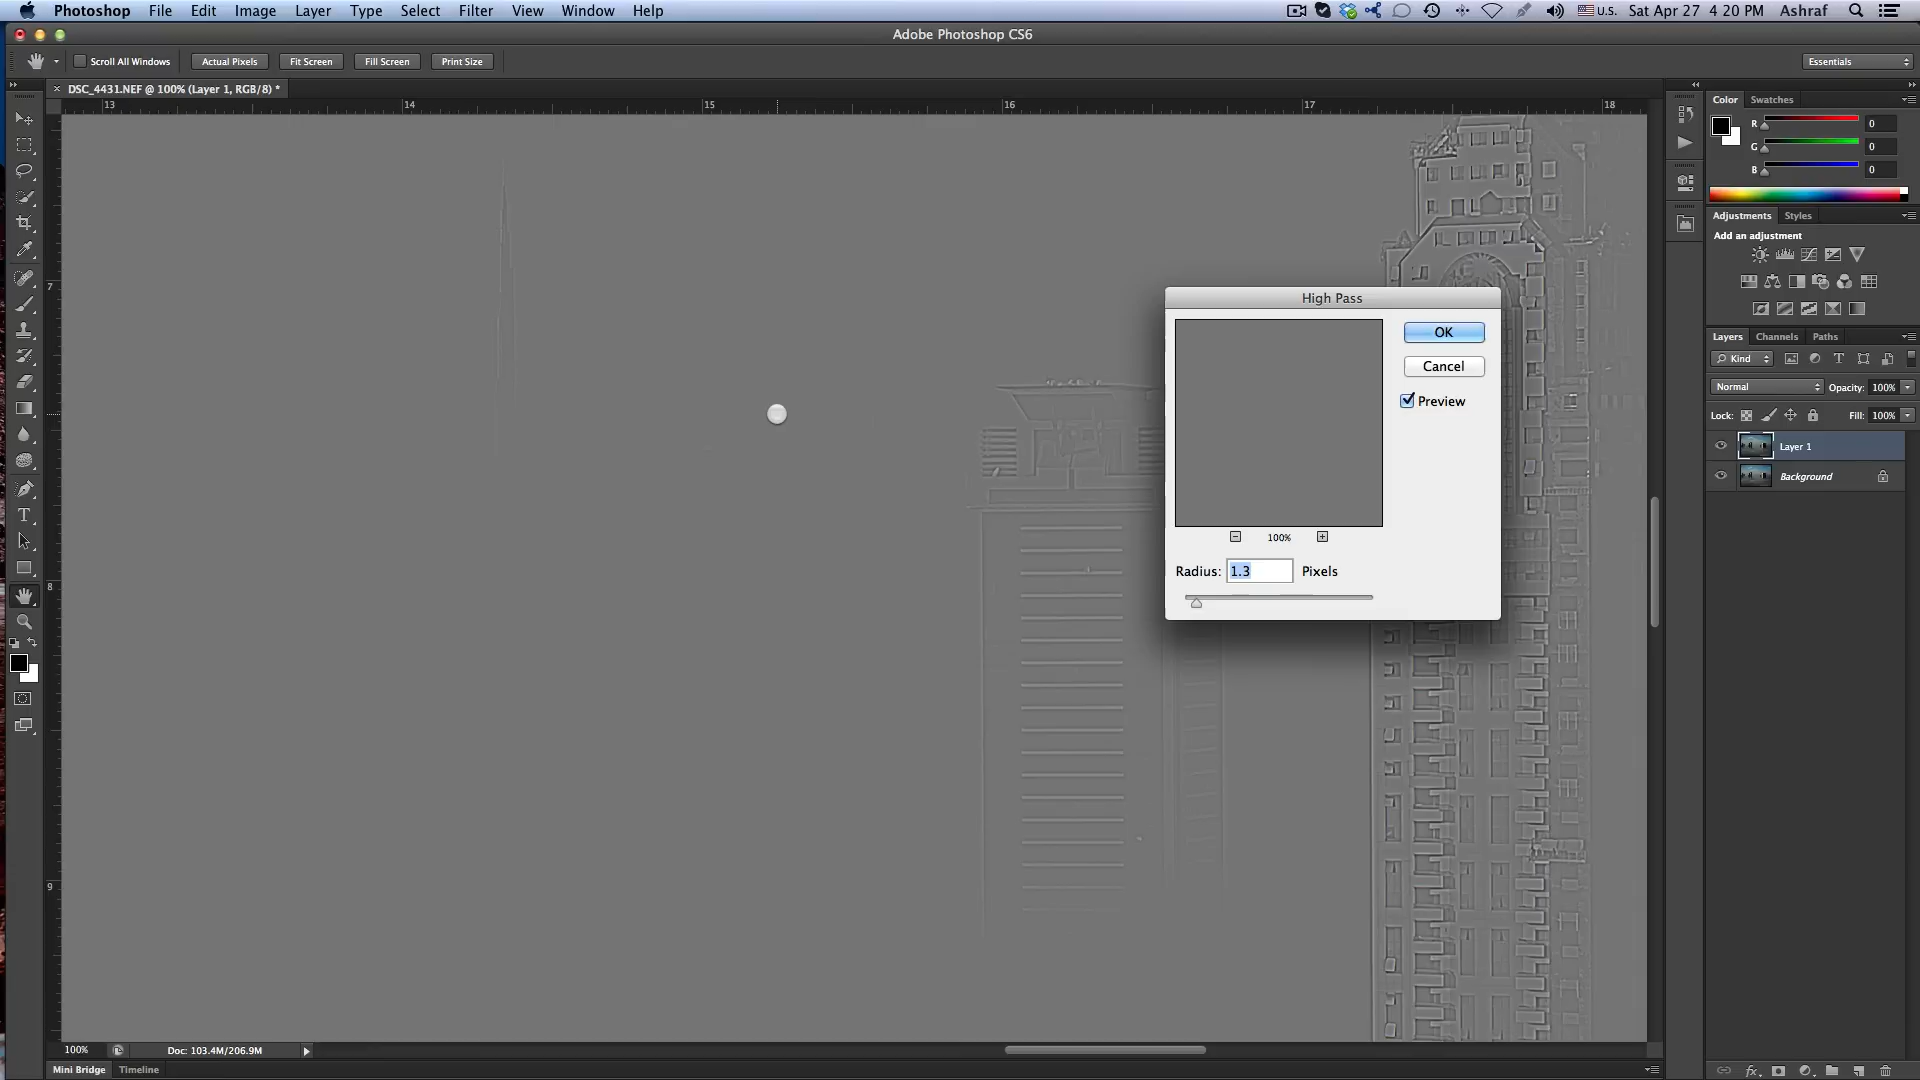 Photoshop File Edit Image Layer Type Select Filter View Window Help U.S. Sat Apr 27 4:20 PM Ashraf
Adobe Photoshop CS6
Scroll All Windows Actual Pixels Fit Screen Fill Screen Print Size Essentials
DSC_4431.NEF @ 100% (Layer 1, RGB/8) *
13 14 15 16 17 18
7
8
9
Color Swatches
R 0
G 0
B 0
Adjustments Styles
Add an adjustment
Layers Channels Paths
Kind
Normal Opacity: 100%
Lock: Fill: 100%
Layer 1
Background
High Pass
OK
Cancel
Preview
100%
Radius: 1.3 Pixels
100% Doc: 103.4M/206.9M
Mini Bridge Timeline